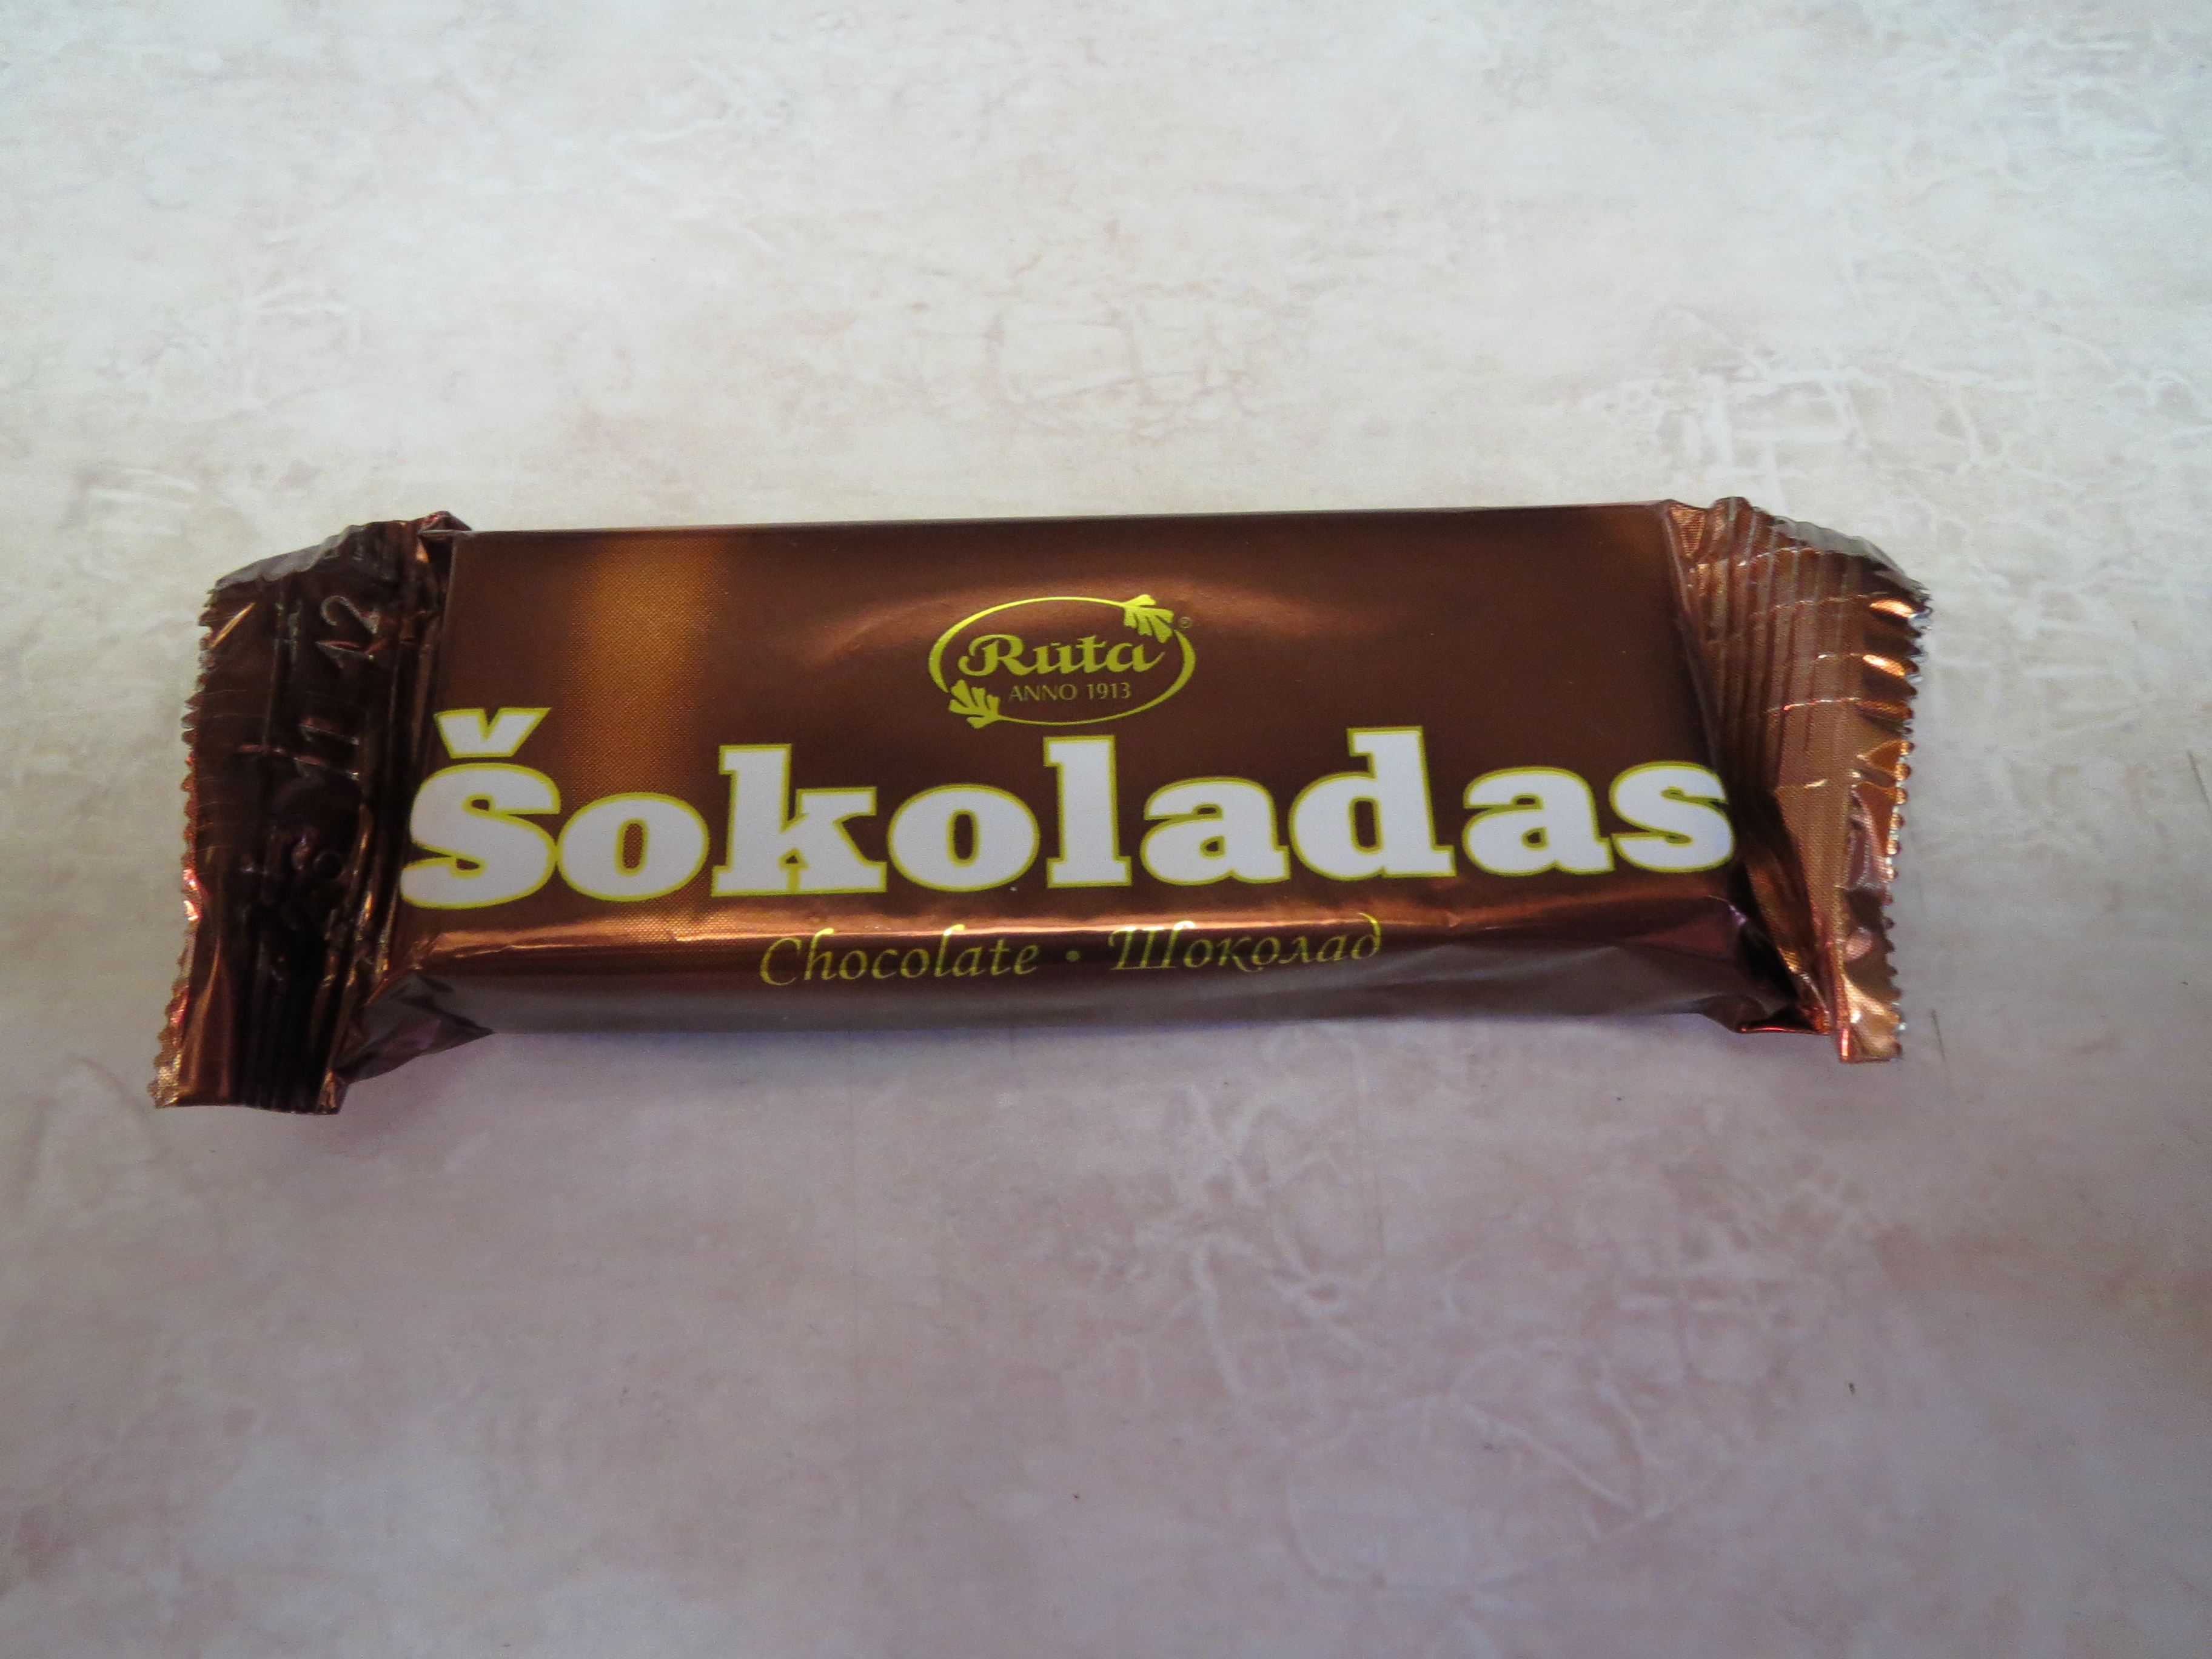 Rūta®
ANNO 1913
Šokoladas
Chocolate • Шоколад